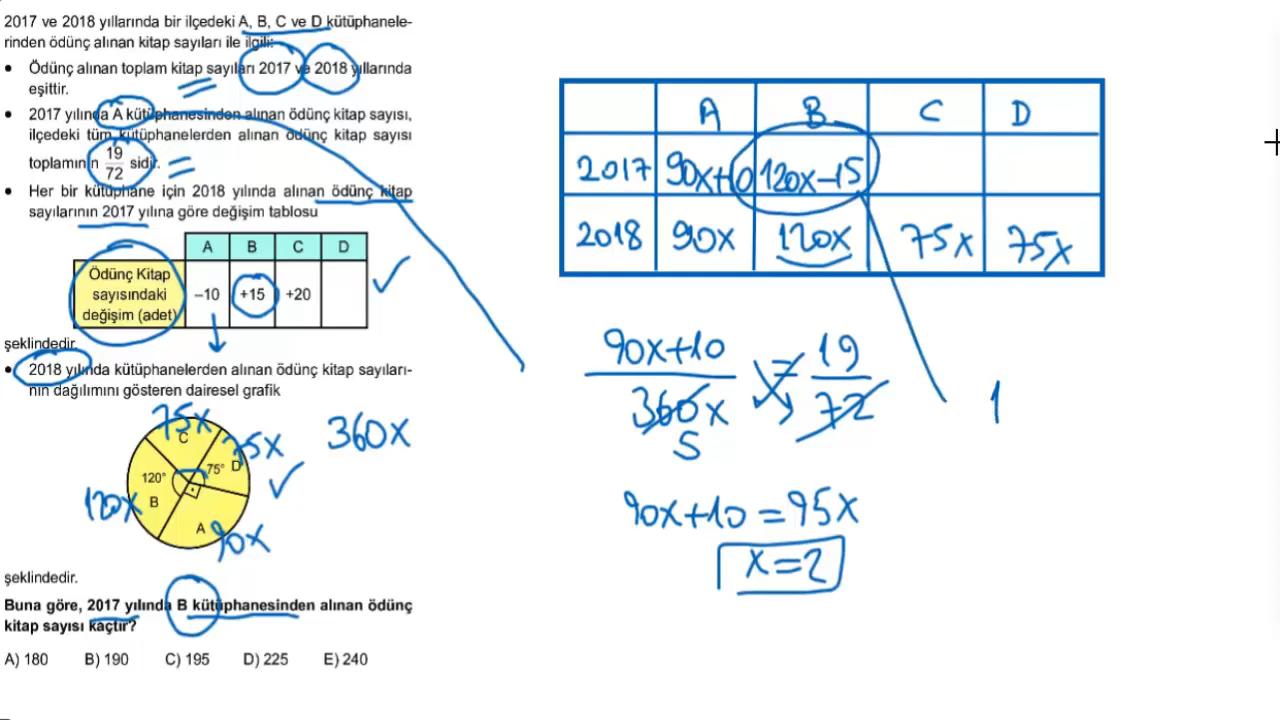 2017 ve 2018 yıllarında bir ilçedeki A, B, C ve D kütüphanele-
rinden ödünç alınan kitap sayıları ile ilgili:
• Ödünç alınan toplam kitap sayıları 2017 ve 2018 yıllarında
eşittir.
• 2017 yılında A kütüphanesinden alınan ödünç kitap sayısı,
ilçedeki tüm kütüphanelerden alınan ödünç kitap sayısı
toplamının 19/72 sidir.
• Her bir kütüphane için 2018 yılında alınan ödünç kitap
sayılarının 2017 yılına göre değişim tablosu
A B C D
Ödünç Kitap
sayısındaki
değişim (adet)
–10 +15 +20
şeklindedir.
• 2018 yılında kütüphanelerden alınan ödünç kitap sayıları-
nın dağılımını gösteren dairesel grafik
75x
C
75x
360x
75° D
120°
B
120x
A
90x
şeklindedir.
Buna göre, 2017 yılında B kütüphanesinden alınan ödünç
kitap sayısı kaçtır?
A) 180 B) 190 C) 195 D) 225 E) 240
A B C D
2017 90x+10 120x–15
2018 90x 120x 75x 75x
90x+10 = 19
360x 72
5
1
90x+10=95x
x=2